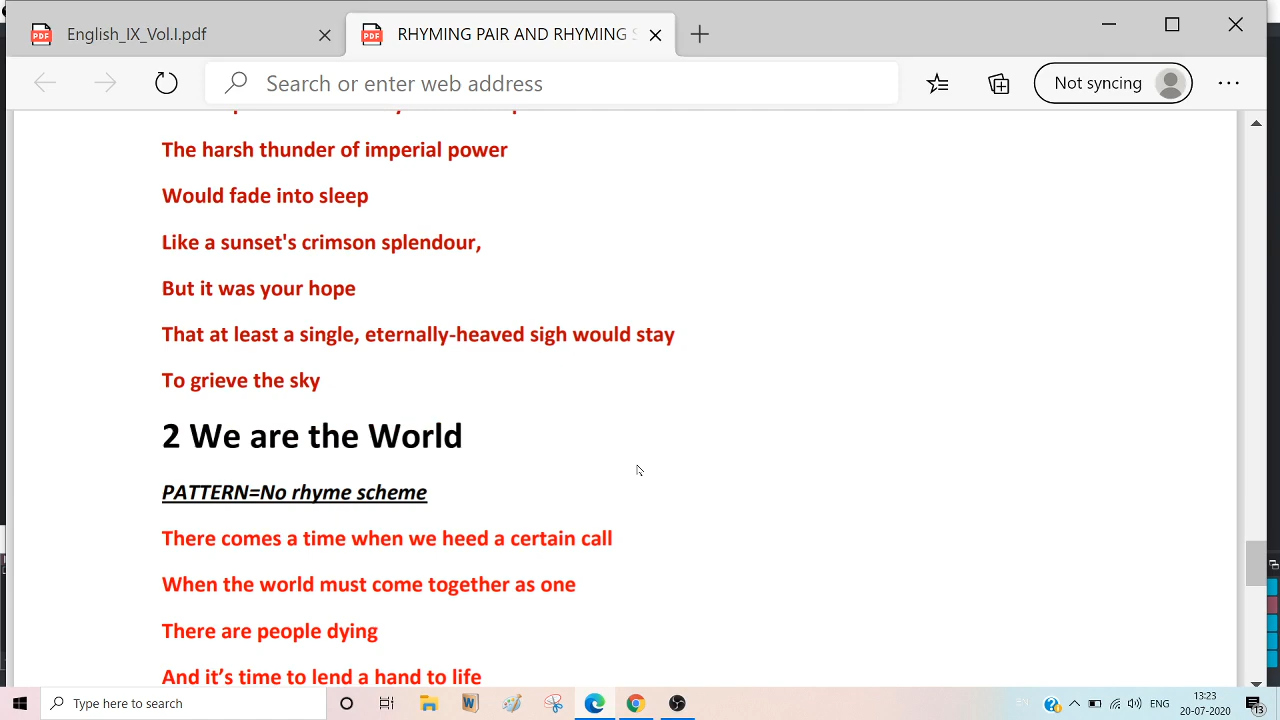 English_IX_Vol.I.pdf
RHYMING PAIR AND RHYMING
Search or enter web address
Not syncing
The harsh thunder of imperial power
Would fade into sleep
Like a sunset's crimson splendour,
But it was your hope
That at least a single, eternally-heaved sigh would stay
To grieve the sky
2 We are the World
PATTERN=No rhyme scheme
There comes a time when we heed a certain call
When the world must come together as one
There are people dying
And it’s time to lend a hand to life
Type here to search
ENG
13:23
20-07-2020
13